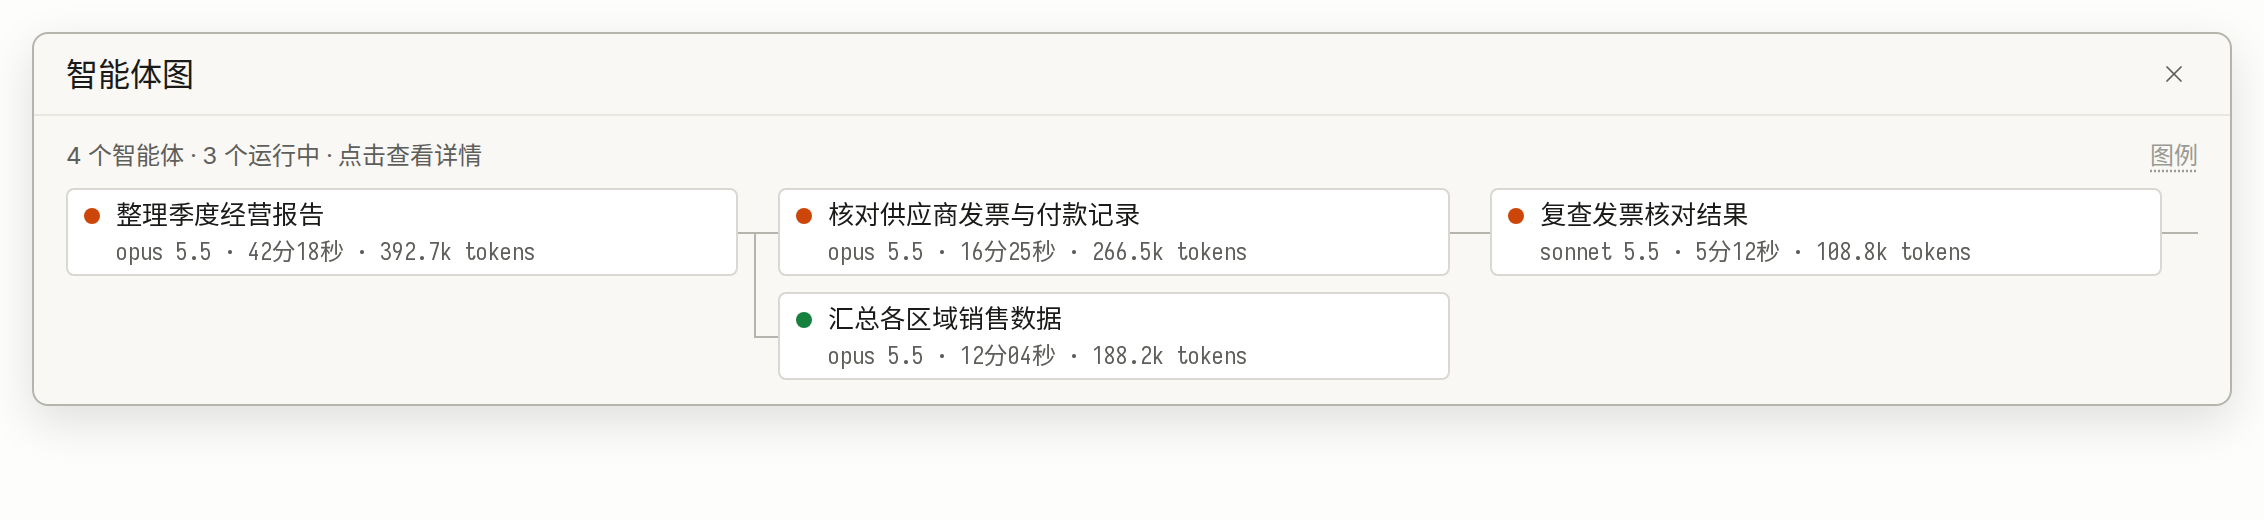 智能体图
4 个智能体 · 3 个运行中 · 点击查看详情
图例
整理季度经营报告
opus 5.5 · 42分18秒 · 392.7k tokens
核对供应商发票与付款记录
opus 5.5 · 16分25秒 · 266.5k tokens
复查发票核对结果
sonnet 5.5 · 5分12秒 · 108.8k tokens
汇总各区域销售数据
opus 5.5 · 12分04秒 · 188.2k tokens